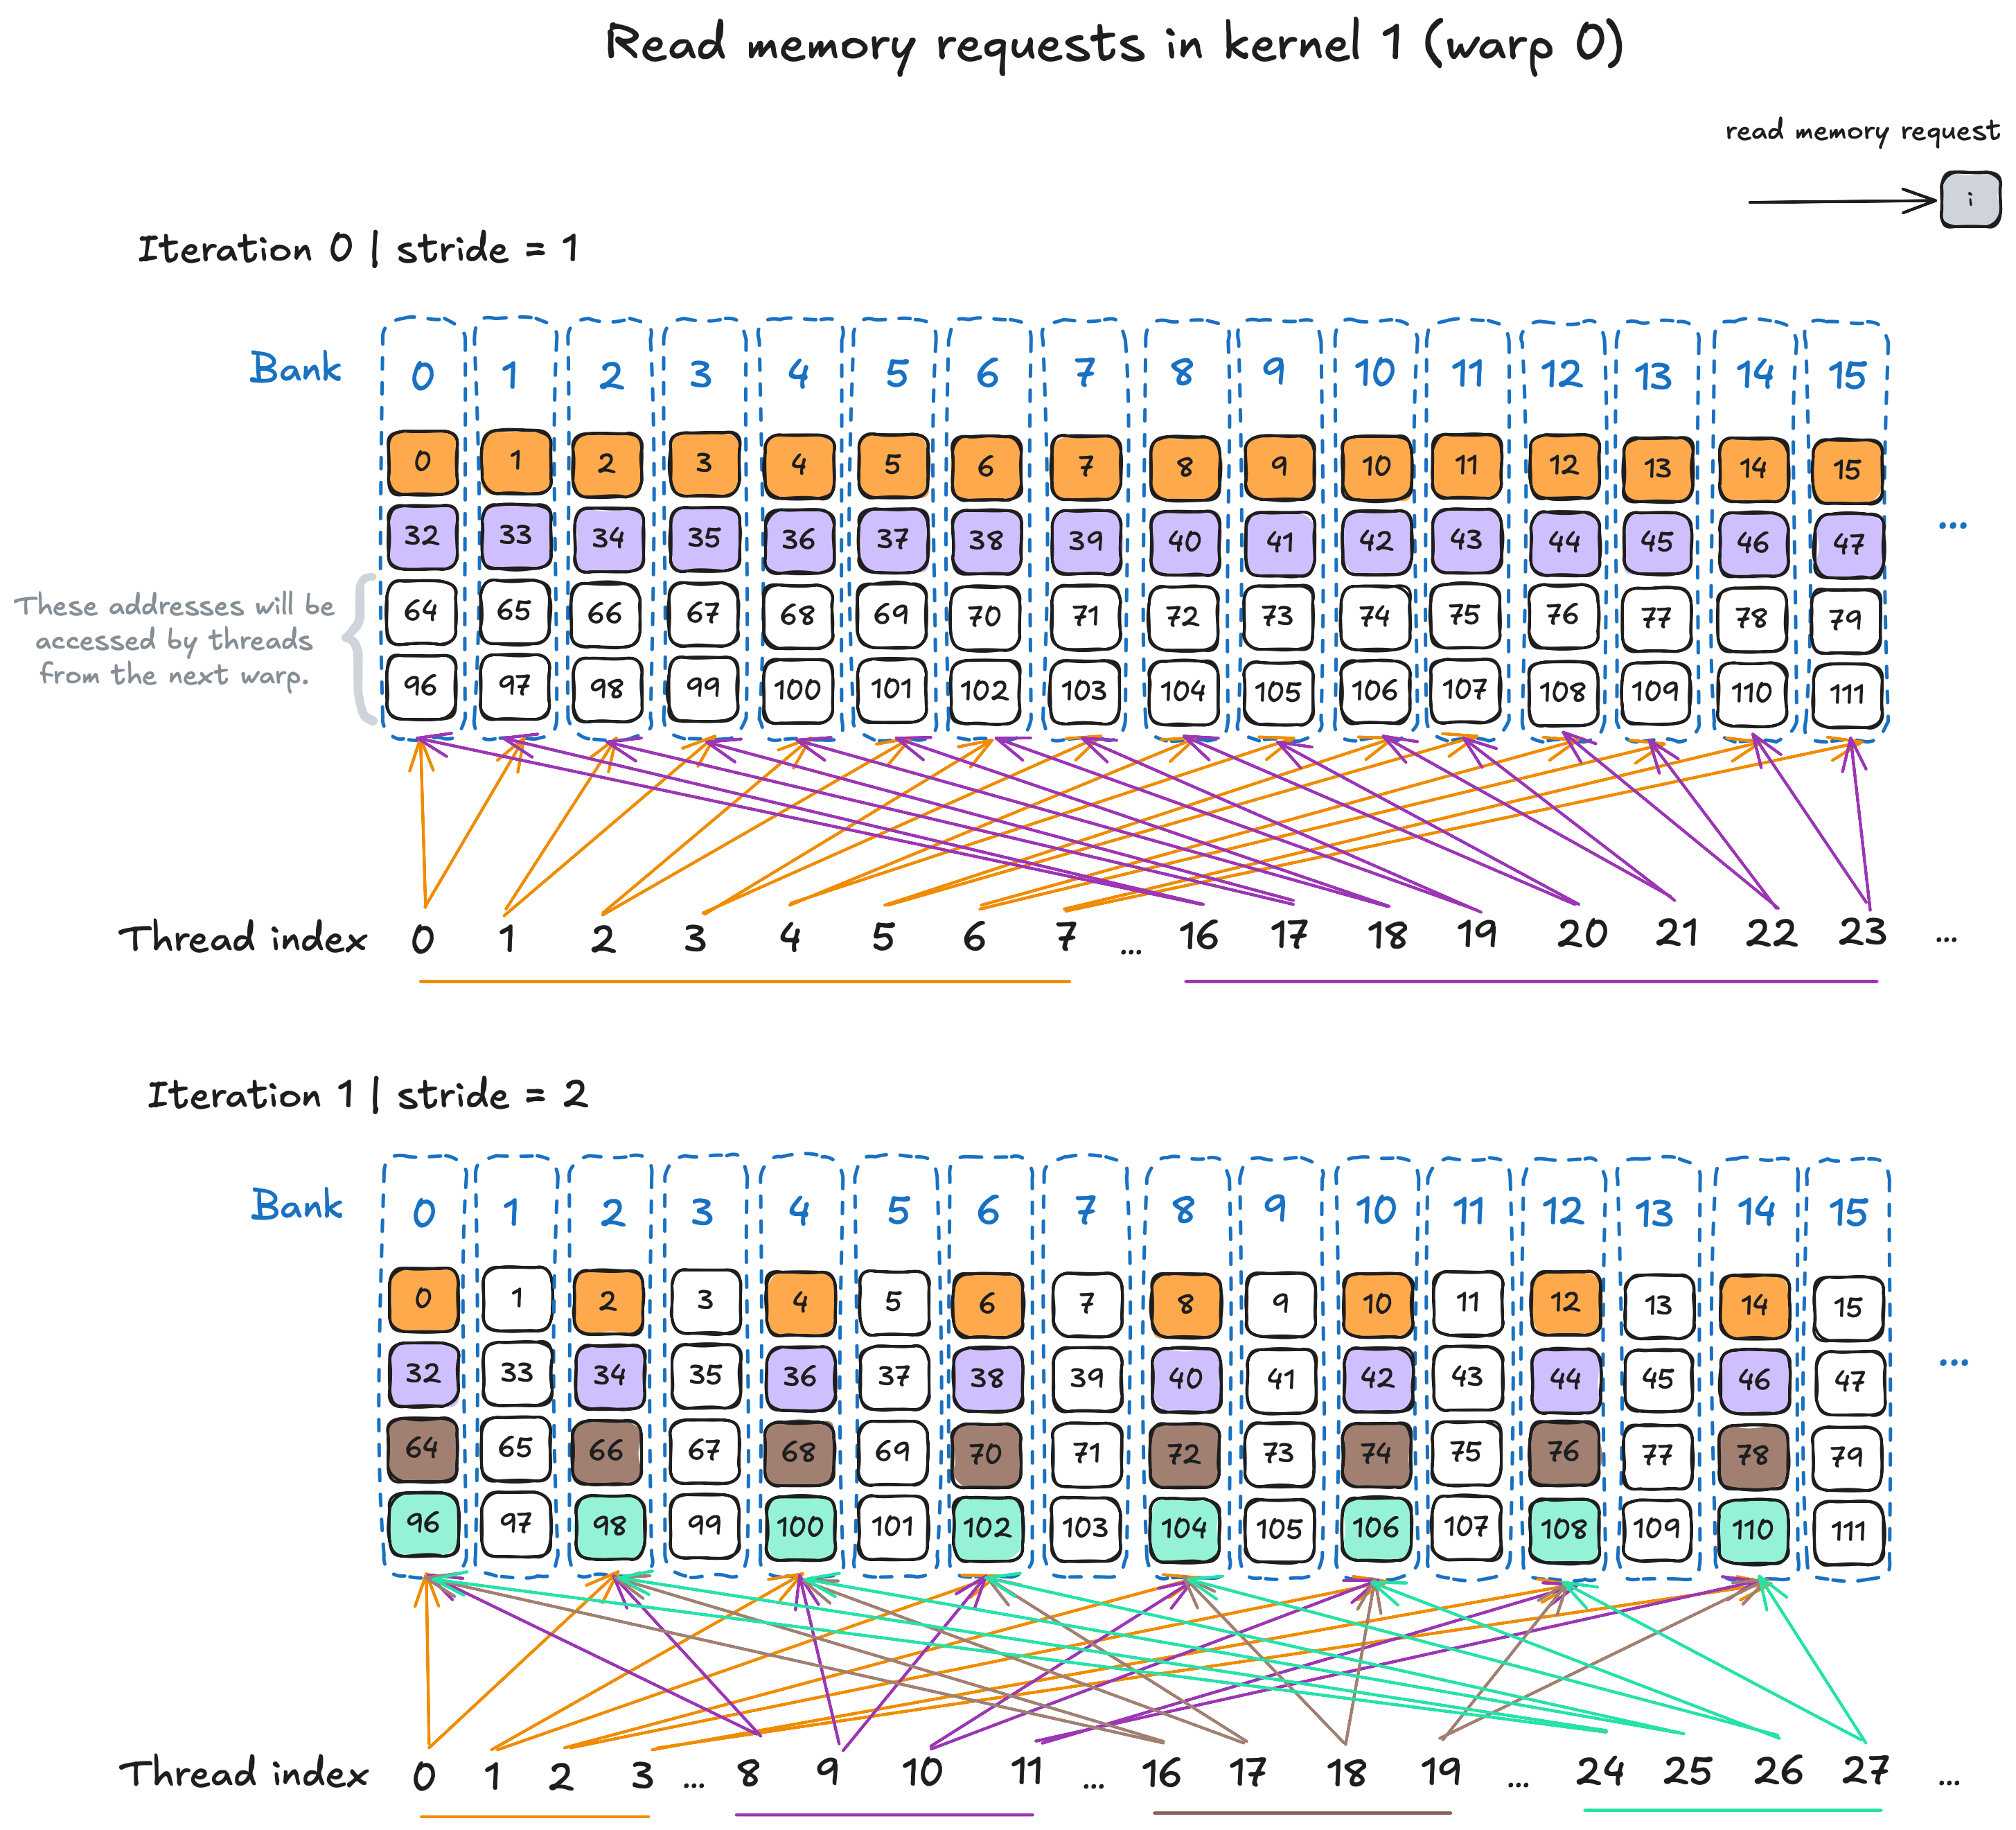 Read memory requests in kernel 1 (warp 0)
read memory request
i
Iteration 0 | stride = 1
Bank 0 1 2 3 4 5 6 7 8 9 10 11 12 13 14 15
0 1 2 3 4 5 6 7 8 9 10 11 12 13 14 15
32 33 34 35 36 37 38 39 40 41 42 43 44 45 46 47 ...
These addresses will be
accessed by threads
from the next warp.
64 65 66 67 68 69 70 71 72 73 74 75 76 77 78 79
96 97 98 99 100 101 102 103 104 105 106 107 108 109 110 111
Thread index 0 1 2 3 4 5 6 7 ... 16 17 18 19 20 21 22 23 ...
Iteration 1 | stride = 2
Bank 0 1 2 3 4 5 6 7 8 9 10 11 12 13 14 15
0 1 2 3 4 5 6 7 8 9 10 11 12 13 14 15
32 33 34 35 36 37 38 39 40 41 42 43 44 45 46 47 ...
64 65 66 67 68 69 70 71 72 73 74 75 76 77 78 79
96 97 98 99 100 101 102 103 104 105 106 107 108 109 110 111
Thread index 0 1 2 3 ... 8 9 10 11 ... 16 17 18 19 ... 24 25 26 27 ...